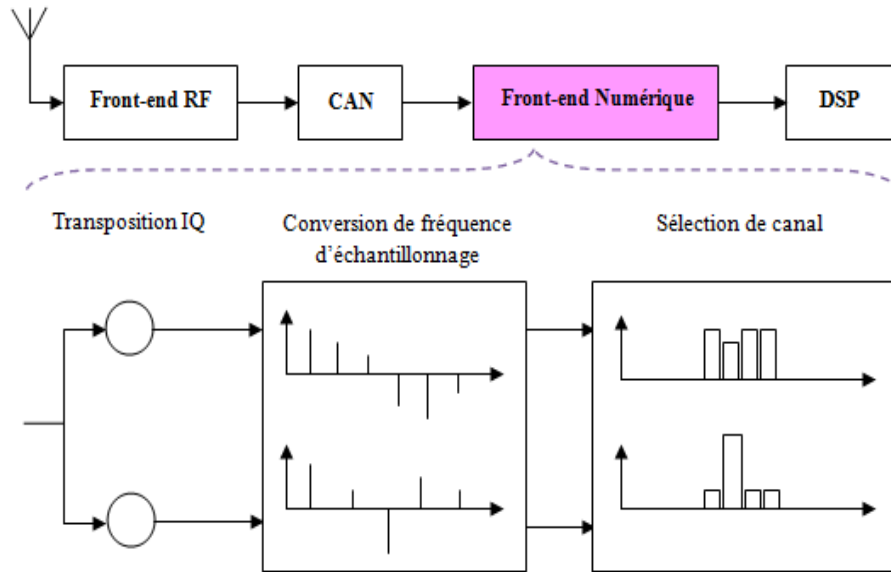 Front-end RF
CAN
Front-end Numérique
DSP
Transposition IQ
Conversion de fréquence
d'échantillonnage
Sélection de canal